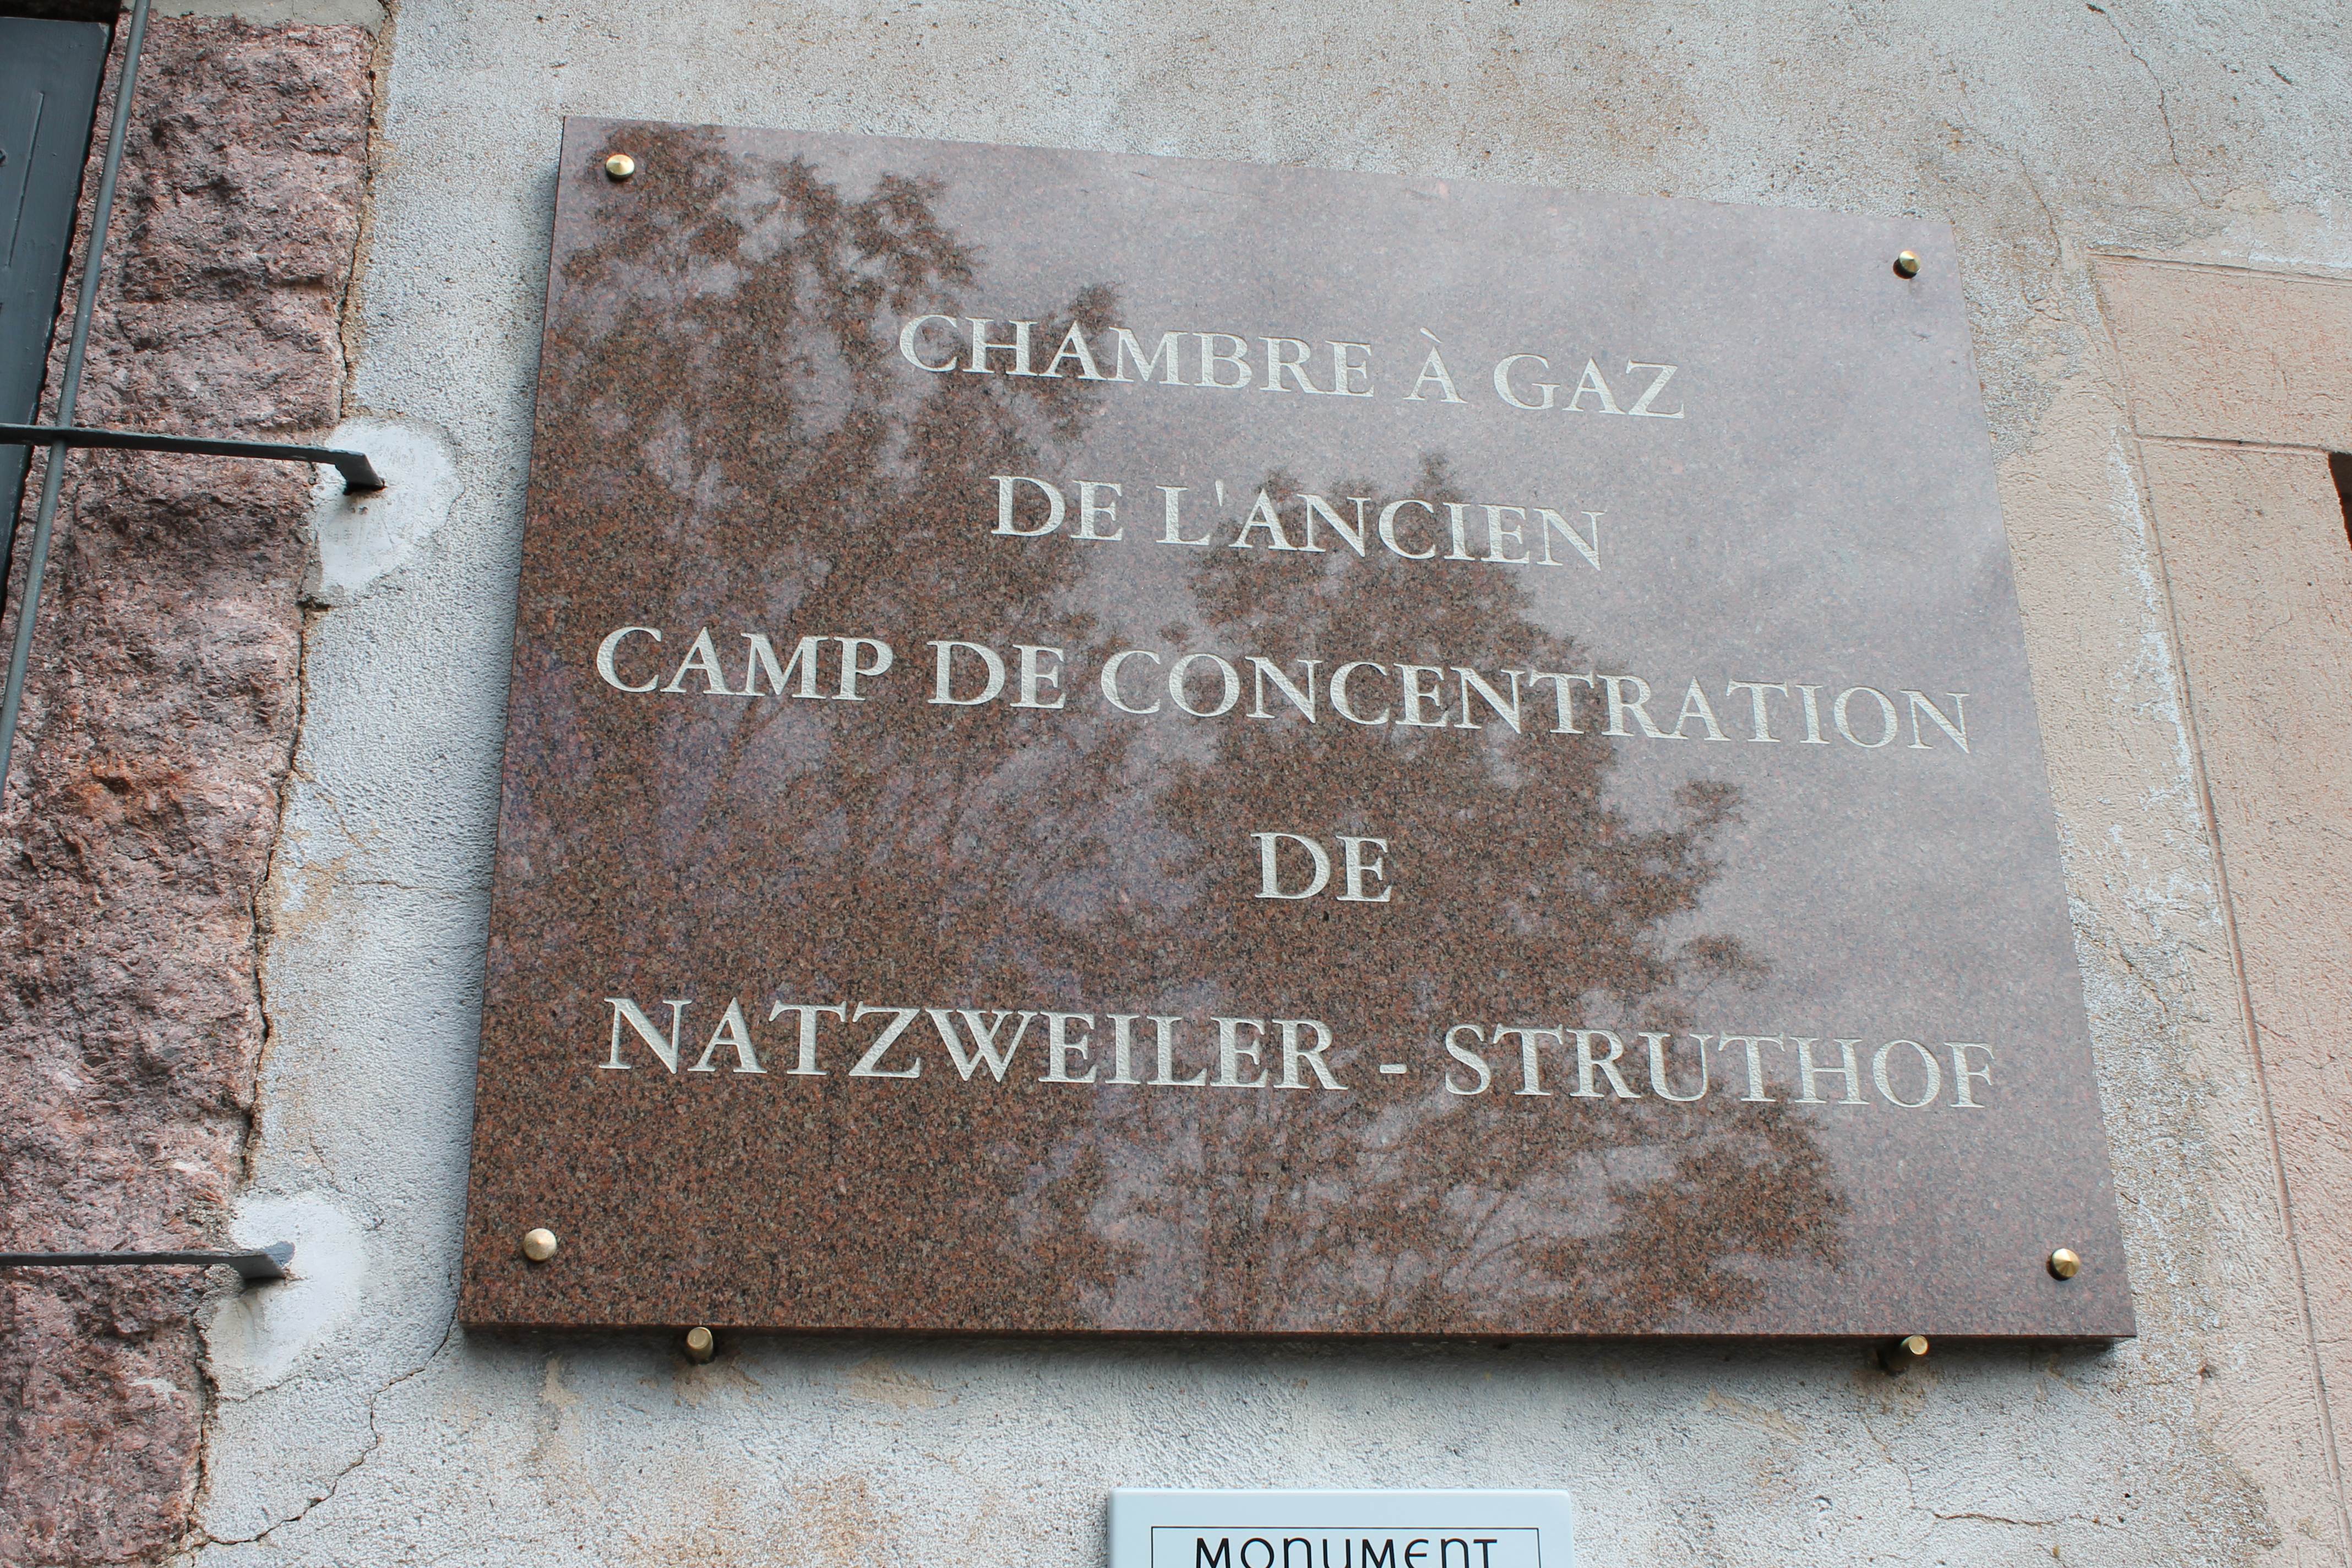 CHAMBRE À GAZ
DE L'ANCIEN
CAMP DE CONCENTRATION
DE
NATZWEILER - STRUTHOF
MONUMENT